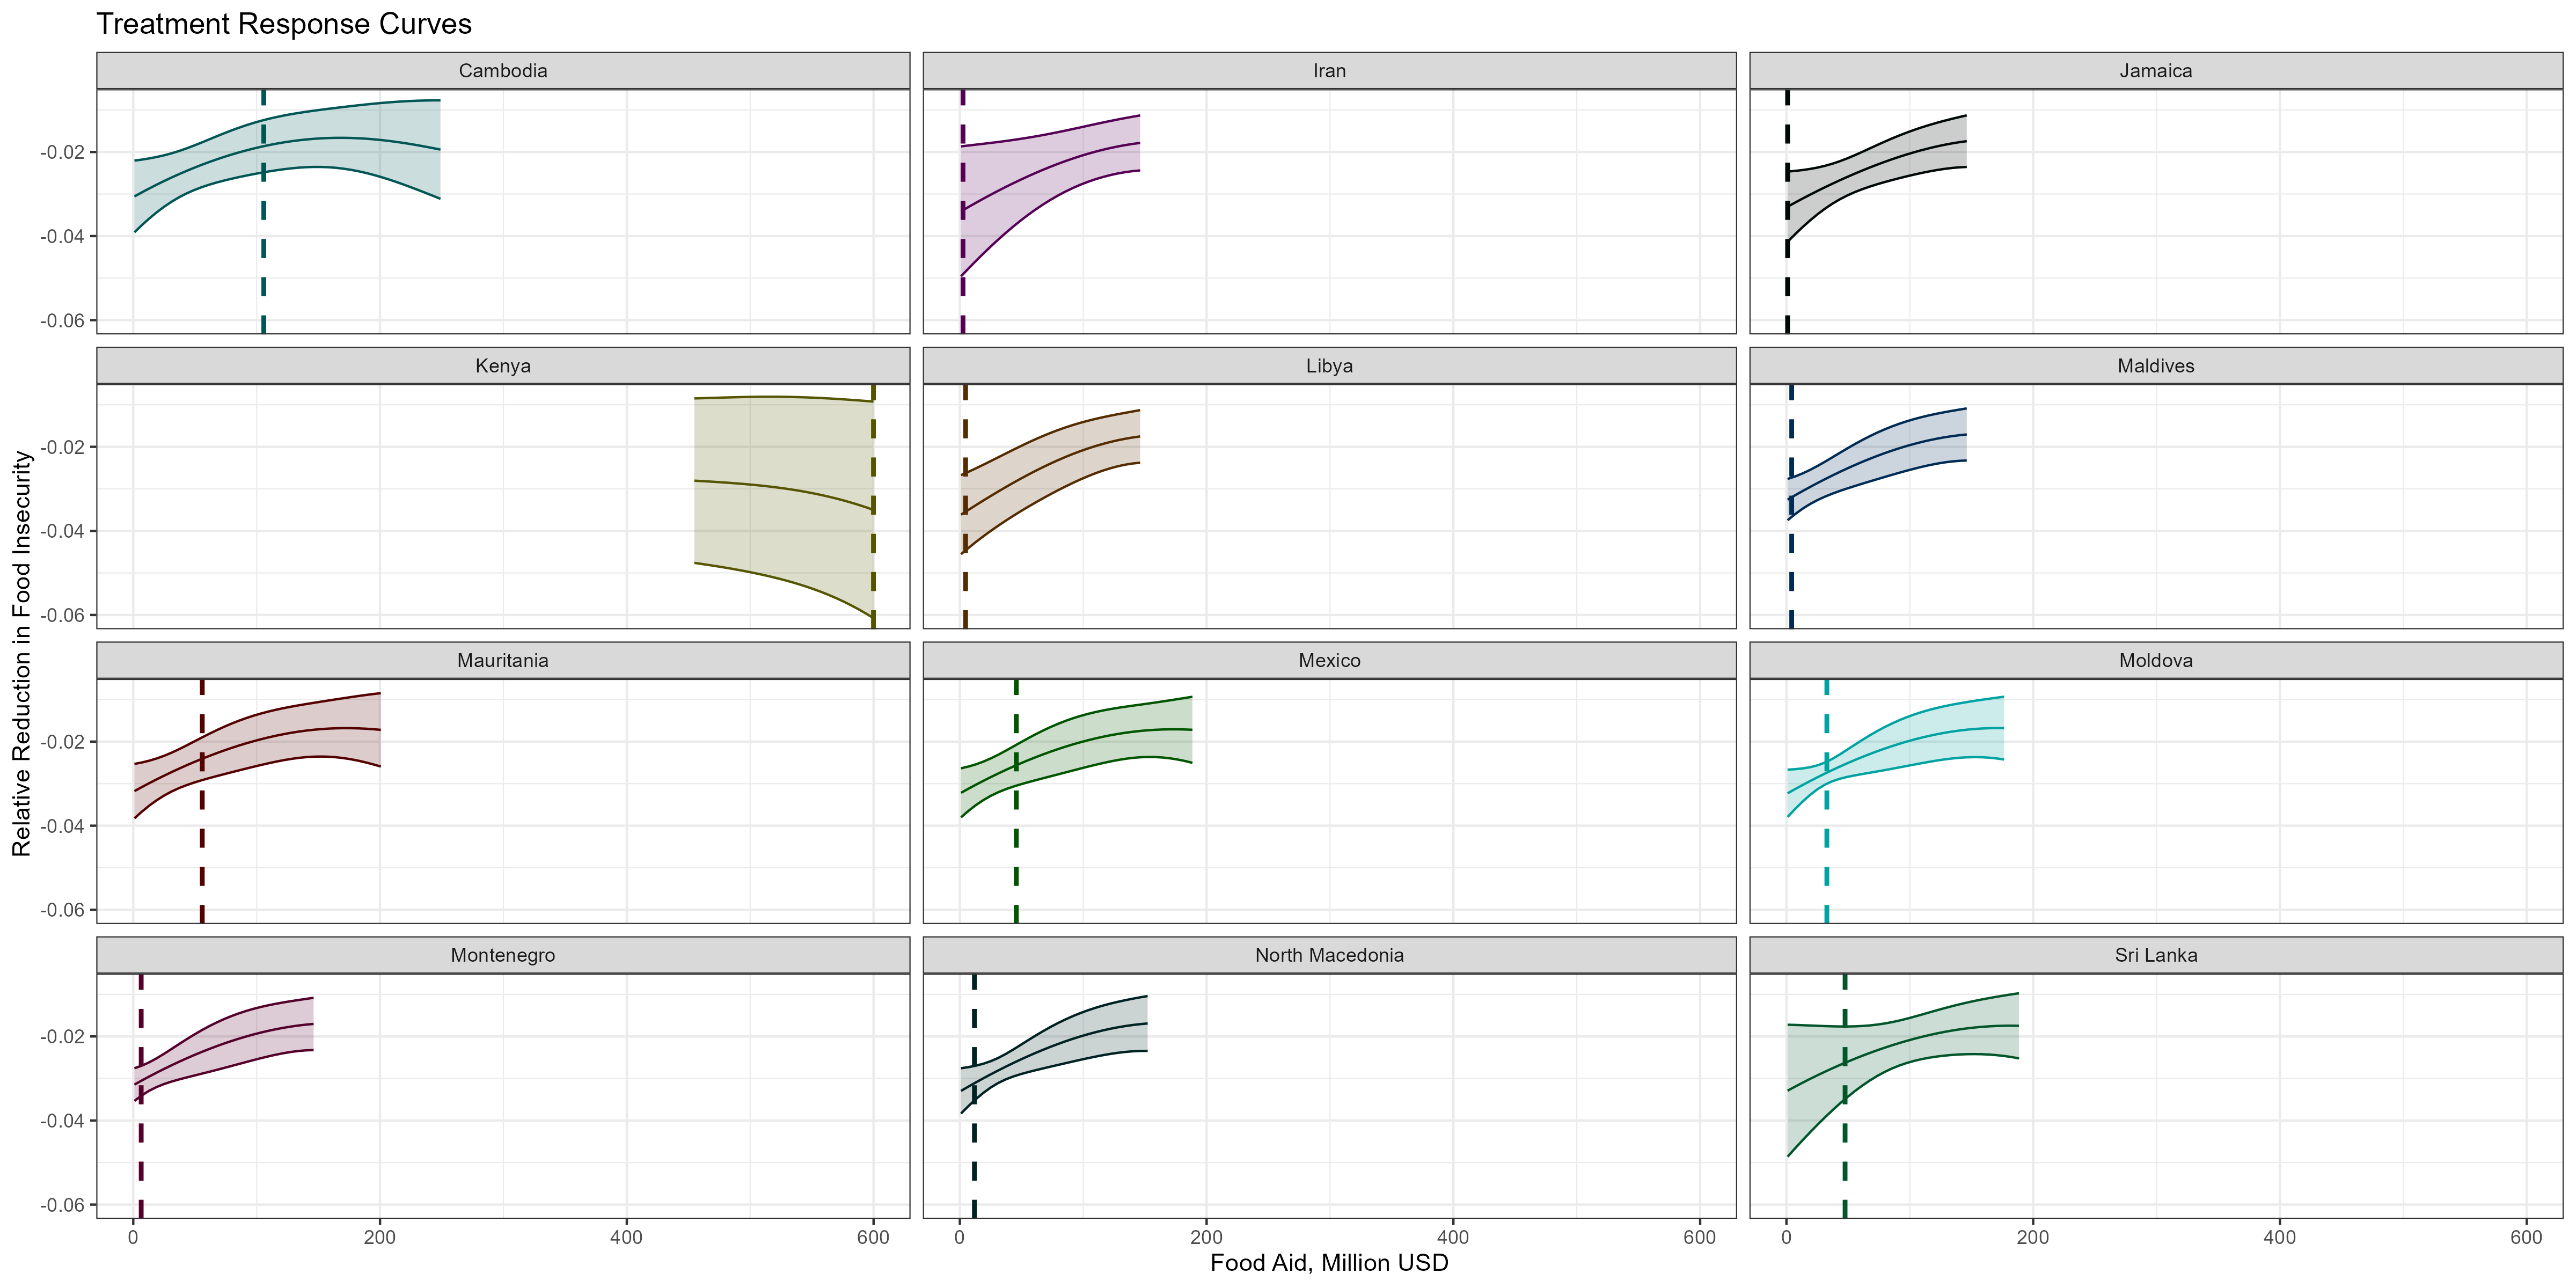 Treatment Response Curves
Cambodia
Iran
Jamaica
-0.02
-0.04
-0.06
Kenya
Libya
Maldives
-0.02
-0.04
-0.06
Mauritania
Mexico
Moldova
-0.02
-0.04
-0.06
Montenegro
North Macedonia
Sri Lanka
-0.02
-0.04
-0.06
0 200 400 600
0 200 400 600
0 200 400 600
Food Aid, Million USD
Relative Reduction in Food Insecurity